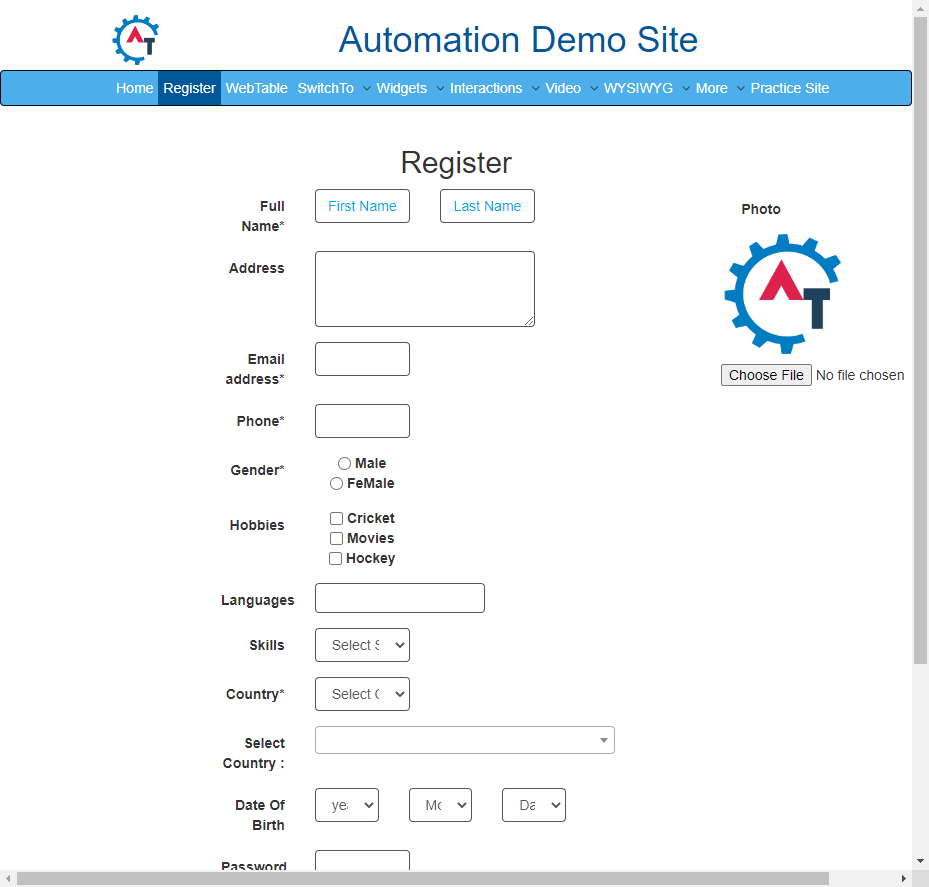 Automation Demo Site
Home Register WebTable SwitchTo Widgets Interactions Video WYSIWYG More Practice Site
Register
Full Name*
First Name Last Name
Photo
Address
Email address*
Choose File No file chosen
Phone*
Gender*
Male
FeMale
Hobbies
Cricket
Movies
Hockey
Languages
Skills
Select S
Country*
Select C
Select Country :
Date Of Birth
yea Mo Da
Password